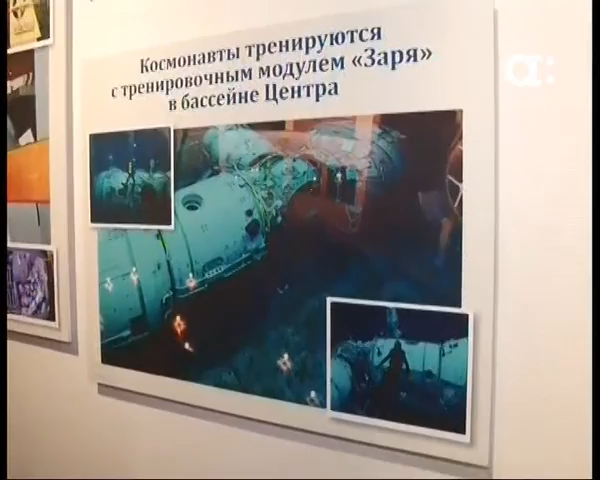 Космонавты тренируются
с тренировочным модулем «Заря»
в бассейне Центра
α: